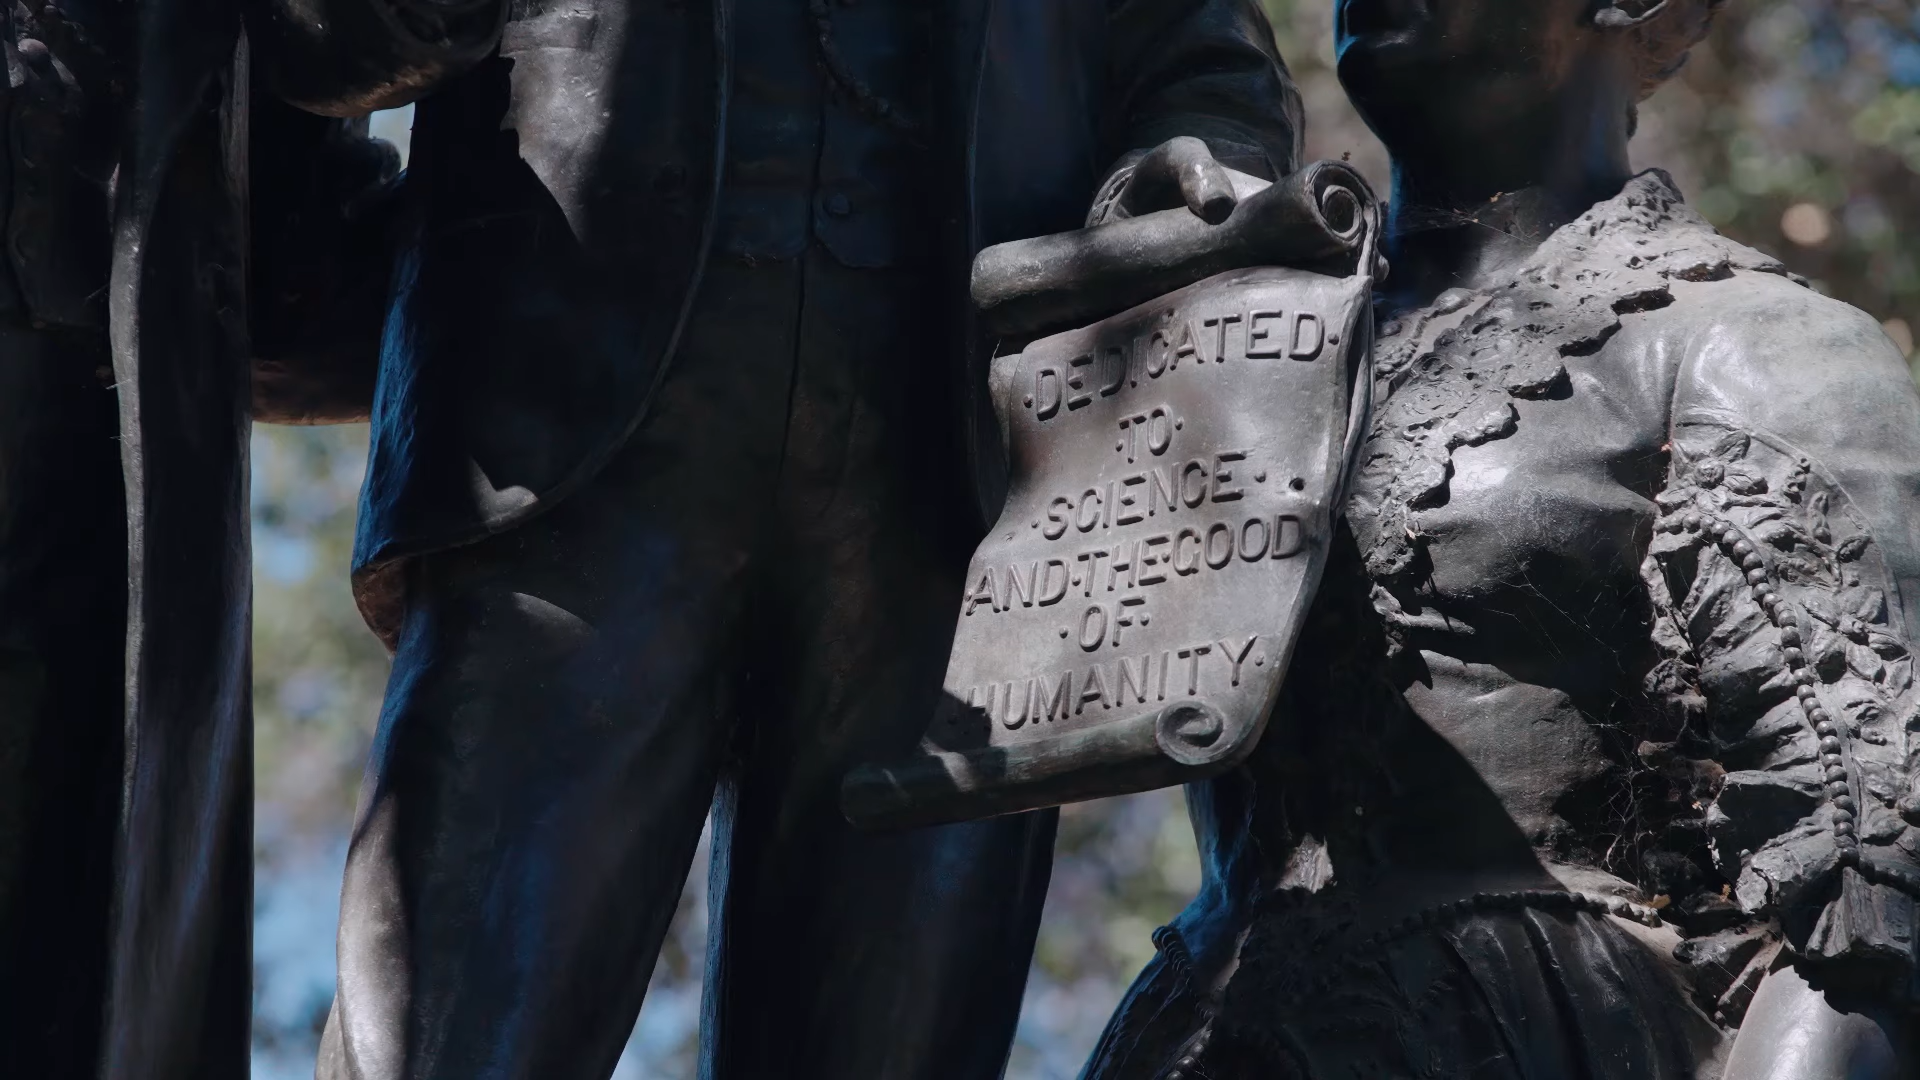 ·DEDICATED·
·TO·
·SCIENCE·
·AND·THE·GOOD·
·OF·
·HUMANITY·